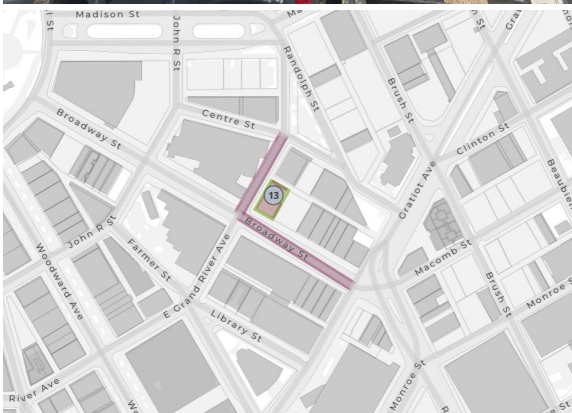 Madison St
John R St
Randolph St
Brush St
Centre St
Broadway St
Clinton St
Gratiot Ave
13
Broadway St
John R St
Farmer St
E Grand River Ave
Macomb St
Woodward Ave
Library St
Brush St
Monroe St
Monroe St
River Ave